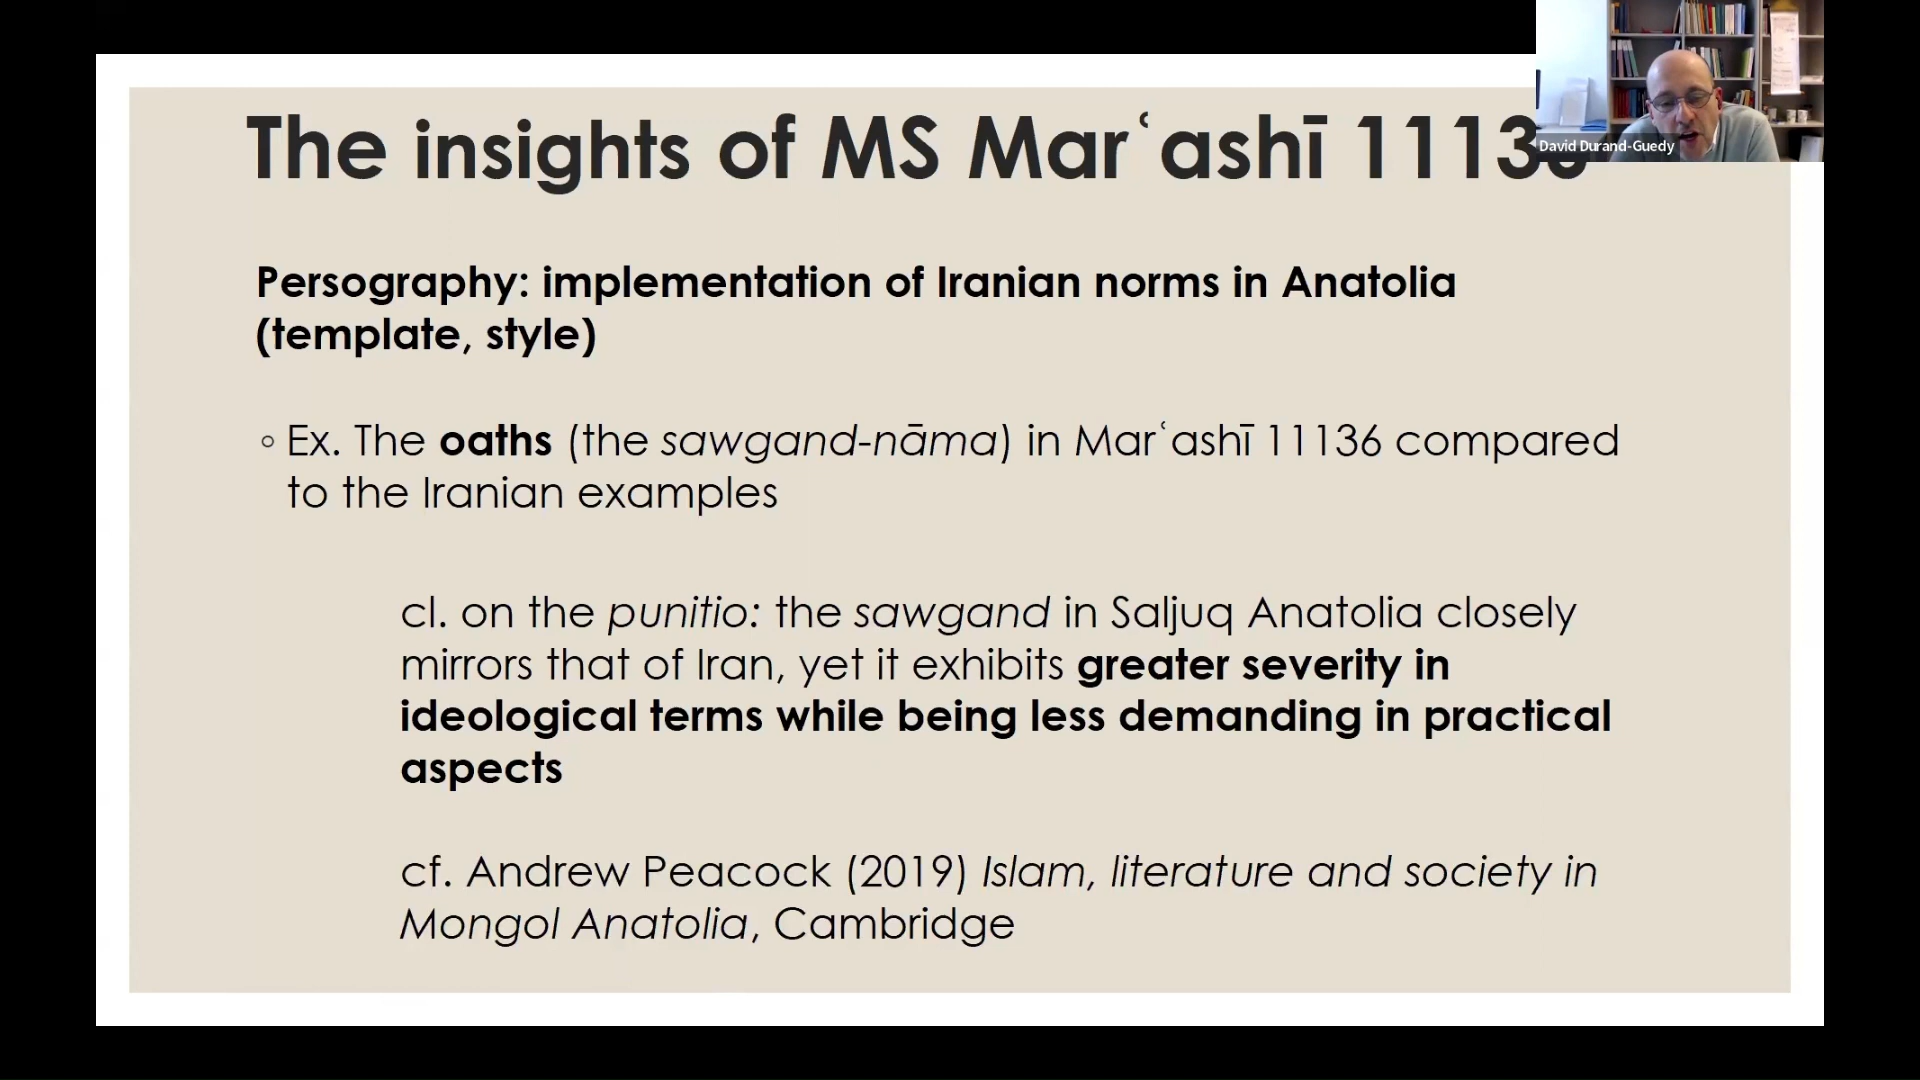 The insights of MS Marʿashī 11136
David Durand-Guedy
Persography: implementation of Iranian norms in Anatolia
(template, style)
◦ Ex. The oaths (the sawgand-nāma) in Marʿashī 11136 compared
to the Iranian examples
cl. on the punitio: the sawgand in Saljuq Anatolia closely
mirrors that of Iran, yet it exhibits greater severity in
ideological terms while being less demanding in practical
aspects
cf. Andrew Peacock (2019) Islam, literature and society in
Mongol Anatolia, Cambridge